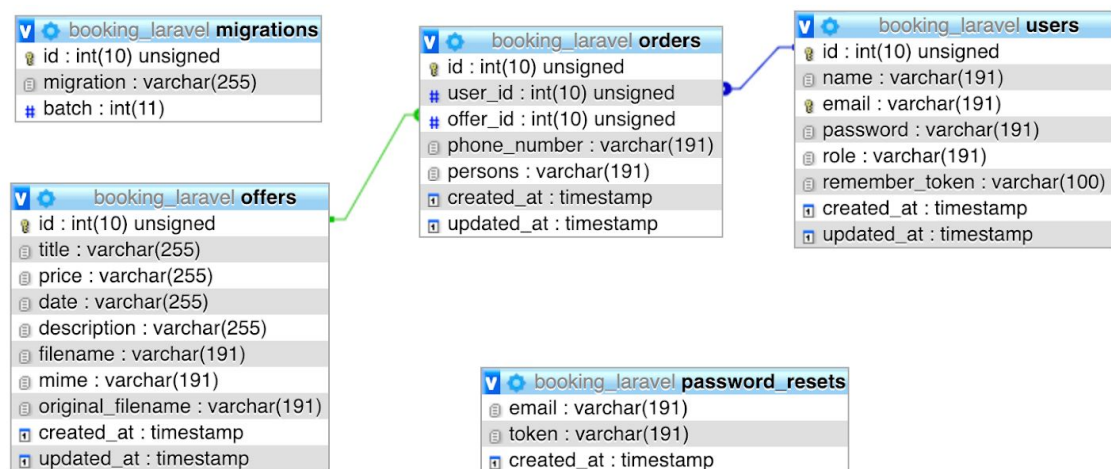 booking_laravel migrations
id : int(10) unsigned
migration : varchar(255)
batch : int(11)
booking_laravel orders
id : int(10) unsigned
user_id : int(10) unsigned
offer_id : int(10) unsigned
phone_number : varchar(191)
persons : varchar(191)
created_at : timestamp
updated_at : timestamp
booking_laravel users
id : int(10) unsigned
name : varchar(191)
email : varchar(191)
password : varchar(191)
role : varchar(191)
remember_token : varchar(100)
created_at : timestamp
updated_at : timestamp
booking_laravel offers
id : int(10) unsigned
title : varchar(255)
price : varchar(255)
date : varchar(255)
description : varchar(255)
filename : varchar(191)
mime : varchar(191)
original_filename : varchar(191)
created_at : timestamp
updated_at : timestamp
booking_laravel password_resets
email : varchar(191)
token : varchar(191)
created_at : timestamp